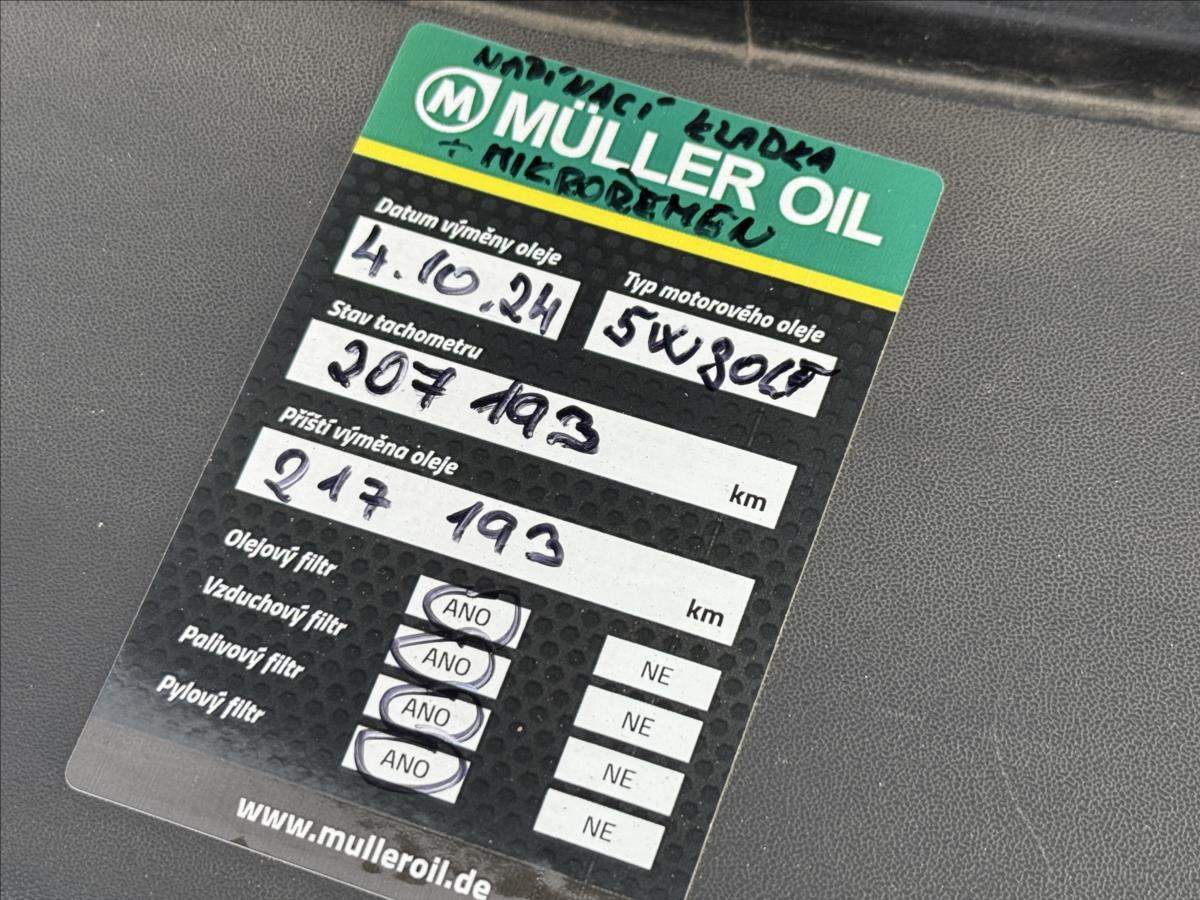 NAPÍNACÍ KLADKA
M MÜLLER OIL
+ MIKROŘEMEN
Datum výměny oleje
4.10.24
Typ motorového oleje
5W30
Stav tachometru
207 193 km
Příští výměna oleje
217 193 km
Olejový filtr ANO NE
Vzduchový filtr ANO NE
Palivový filtr ANO NE
Pylový filtr ANO NE
www.mulleroil.de